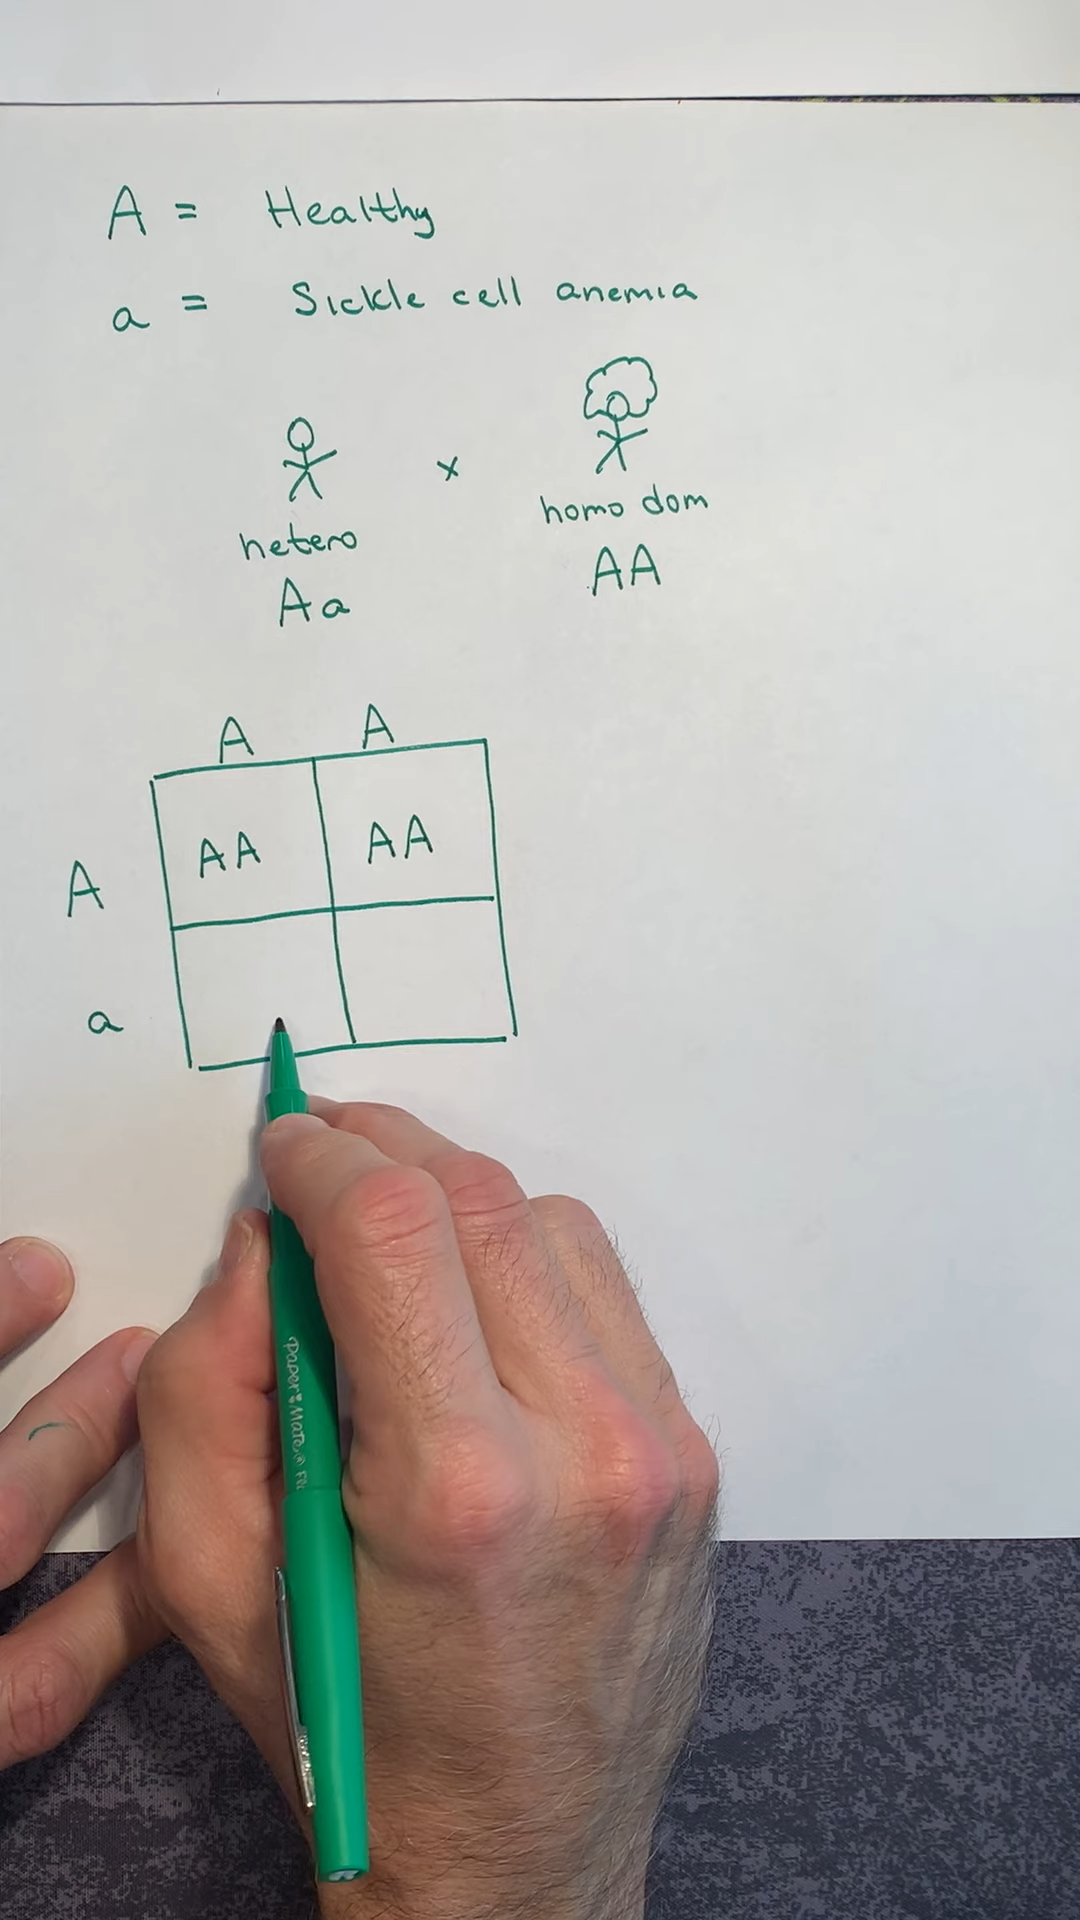 A = Healthy
a = Sickle cell anemia
x
hetero
homo dom
Aa
AA
A A
A AA AA
a
Paper:Mate®